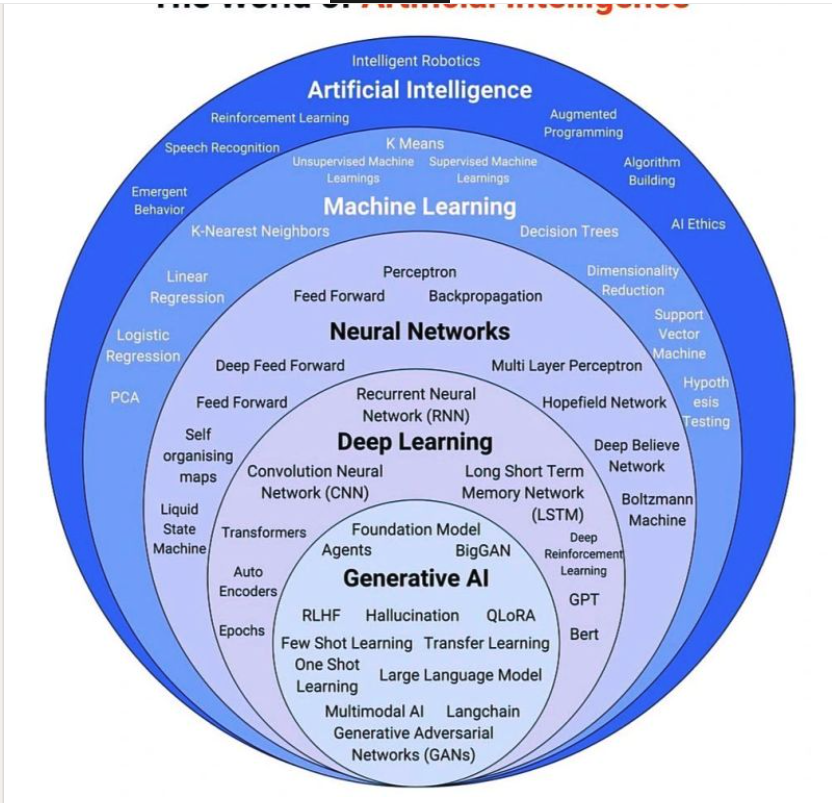 The World of Artificial Intelligence
Intelligent Robotics
Artificial Intelligence
Reinforcement Learning
Augmented
Programming
Speech Recognition
Algorithm
Building
Emergent
Behavior
AI Ethics
K Means
Unsupervised Machine
Learnings
Supervised Machine
Learnings
Machine Learning
K-Nearest Neighbors
Decision Trees
Linear
Regression
Dimensionality
Reduction
Logistic
Regression
Support
Vector
Machine
PCA
Hypoth
esis
Testing
Perceptron
Feed Forward
Backpropagation
Neural Networks
Deep Feed Forward
Multi Layer Perceptron
Feed Forward
Hopefield Network
Self
organising
maps
Deep Believe
Network
Liquid
State
Machine
Boltzmann
Machine
Recurrent Neural
Network (RNN)
Deep Learning
Convolution Neural
Network (CNN)
Long Short Term
Memory Network
(LSTM)
Transformers
Deep
Reinforcement
Learning
Auto
Encoders
GPT
Epochs
Bert
Foundation Model
Agents
BigGAN
Generative AI
RLHF
Hallucination
QLoRA
Few Shot Learning
Transfer Learning
One Shot
Learning
Large Language Model
Multimodal AI
Langchain
Generative Adversarial
Networks (GANs)